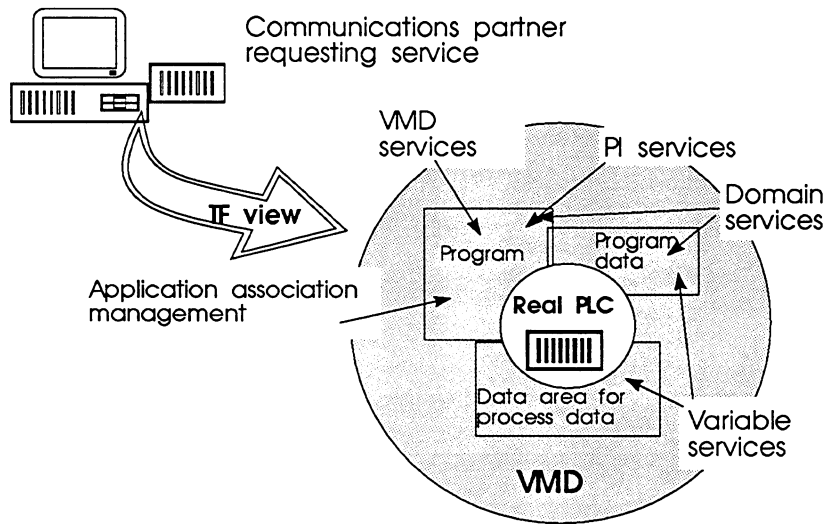 Communications partner
requesting service
VMD
services
PI services
Domain
services
TF view
Program
Program
data
Application association
management
Real PLC
Data area for
process data
Variable
services
VMD